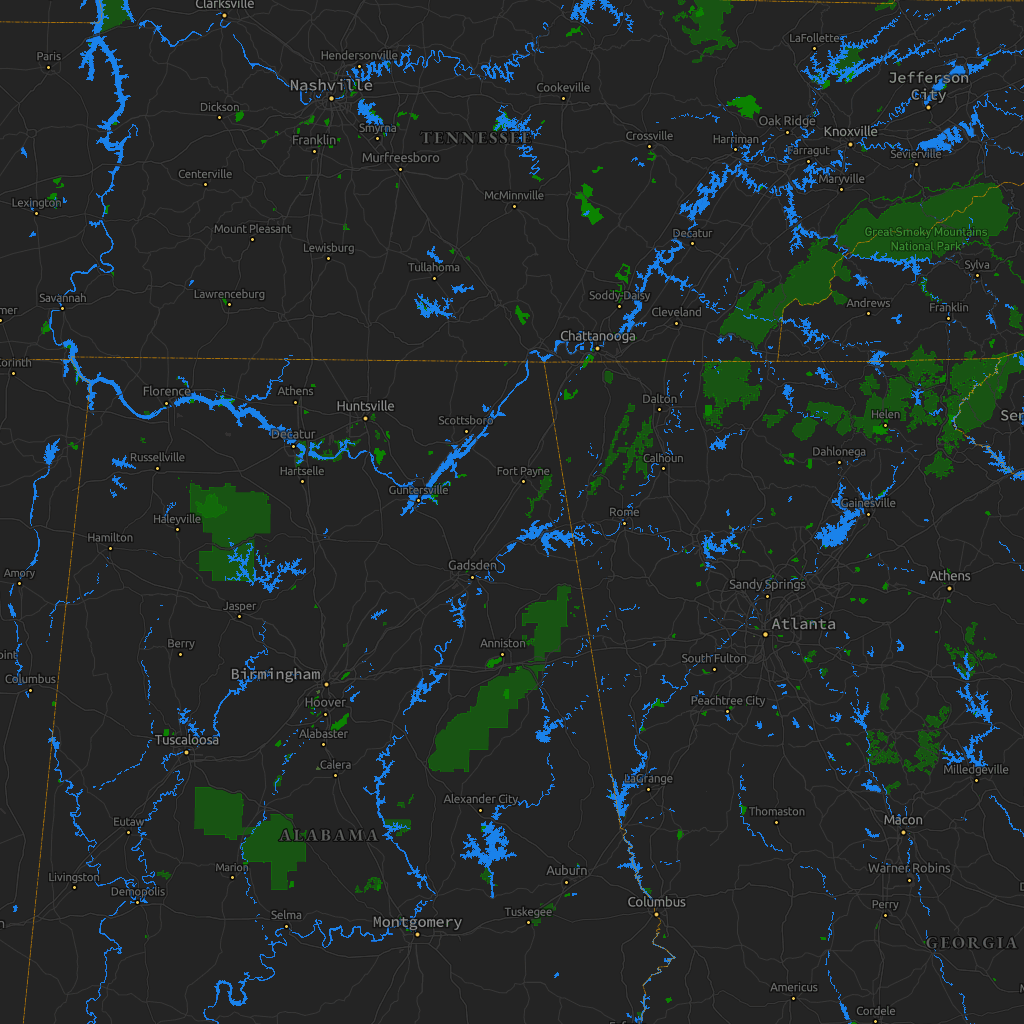 Clarksville
LaFollette
Paris
Hendersonville
Nashville
Cookeville
Jefferson
City
Dickson
Smyrna
TENNESSEE
Crossville
Oak Ridge
Knoxville
Franklin
Harriman
Farragut
Sevierville
Murfreesboro
Centerville
Maryville
McMinnville
Lexington
Mount Pleasant
Decatur
Great Smoky Mountains
National Park
Lewisburg
Tullahoma
Sylva
Savannah
Lawrenceburg
Soddy-Daisy
Andrews
Franklin
mer
Cleveland
Chattanooga
orinth
Florence
Athens
Huntsville
Dalton
Helen
Sen
Scottsboro
Decatur
Dahlonega
Russellville
Hartselle
Fort Payne
Calhoun
Guntersville
Gainesville
Haleyville
Rome
Hamilton
Gadsden
Amory
Sandy Springs
Athens
Jasper
Atlanta
Berry
Anniston
oint
South Fulton
Columbus
Birmingham
Hoover
Peachtree City
Alabaster
Tuscaloosa
Calera
LaGrange
Milledgeville
Alexander City
Thomaston
Eutaw
ALABAMA
Macon
Marion
Auburn
Warner Robins
Livingston
Demopolis
Columbus
Perry
Selma
Montgomery
Tuskegee
GEORGIA
Americus
Cordele